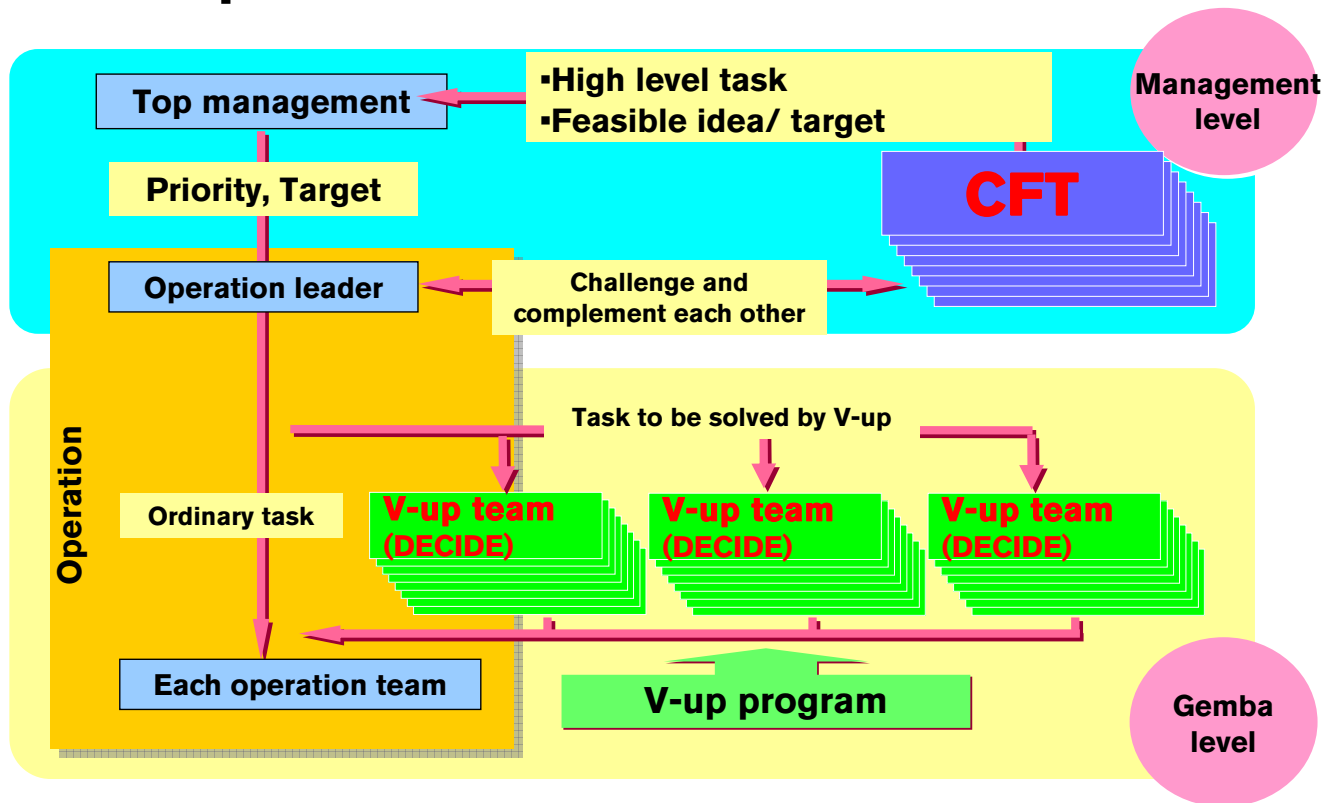 ▪High level task
▪Feasible idea/ target
Management
level
Top management
CFT
Priority, Target
Operation leader
Challenge and
complement each other
Task to be solved by V-up
Operation
Ordinary task
V-up team
(DECIDE)
V-up team
(DECIDE)
V-up team
(DECIDE)
Each operation team
V-up program
Gemba
level